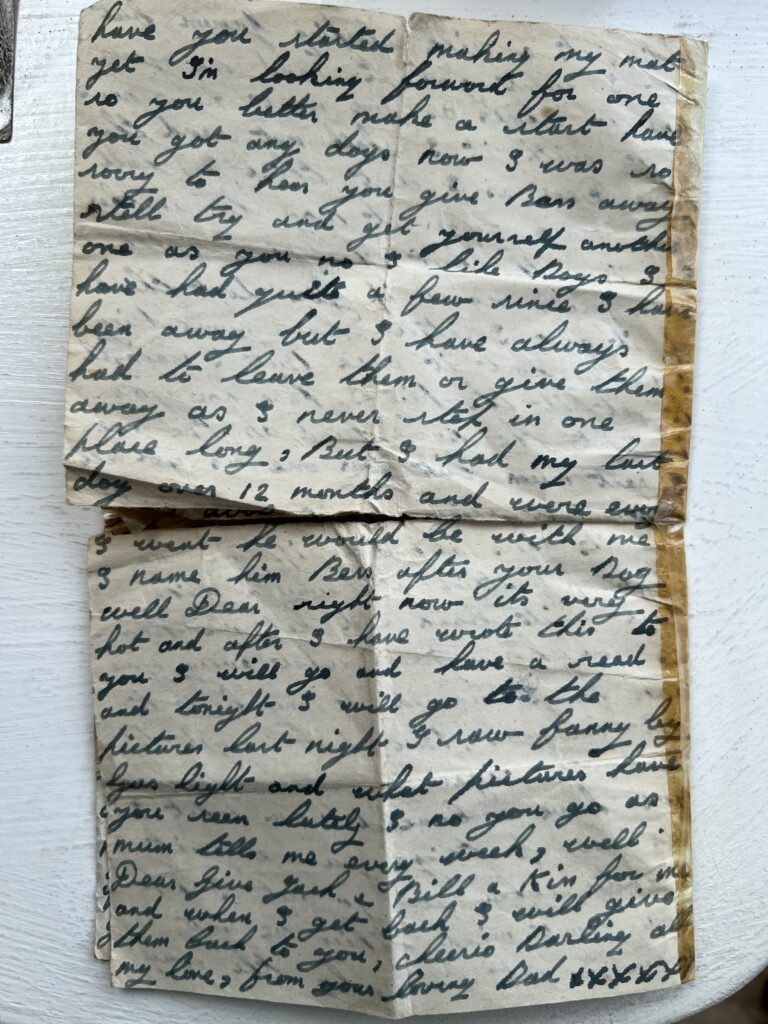 have you started making my mat
yet I'm looking forward for one
so you better make a start have
you got any dogs now I was so
sorry to hear you give Bess away
still try and get yourself another
one as you no I like Dogs I
have had quite a few since I have
been away but I have always
had to leave them or give them
away as I never stop in one
place long, But I had my last
dog over 12 months and were ever
I went he would be with me
I name him Bess after your Dog
well Dear right now its very
hot and after I have wrote this to
you I will go and have a read
and tonight I will go to the
pictures last night I saw fanny by
Gas light and what pictures have
you seen lately I no you go as
mum tells me every week, well
Dear Give Jack & Bill a Kiss for me
and when I get back I will give
them back to you, cheerio Darling all
my love, from your loving Dad xxxxx